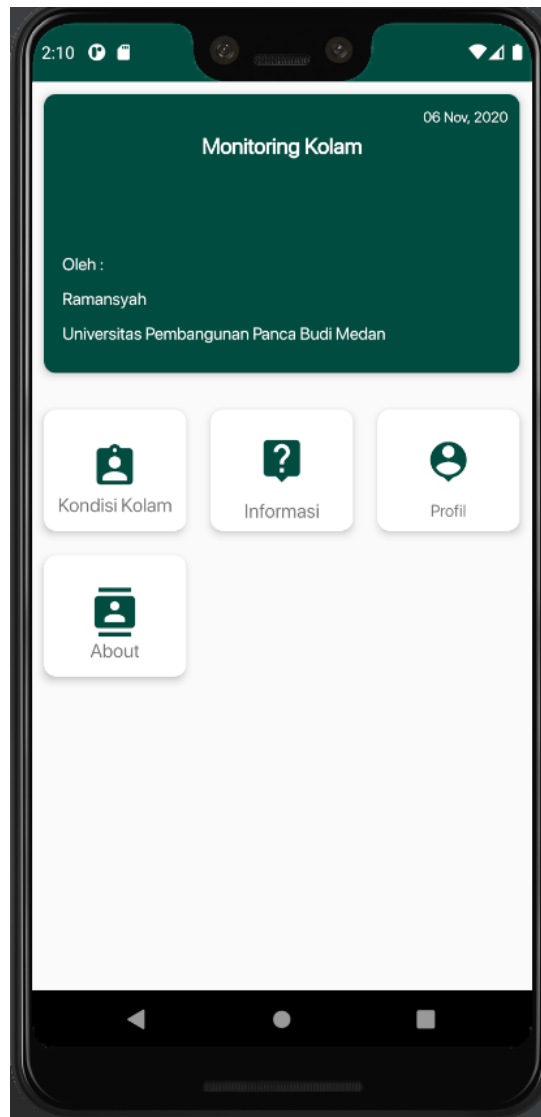 2:10
06 Nov, 2020
Monitoring Kolam
Oleh :
Ramansyah
Universitas Pembangunan Panca Budi Medan
Kondisi Kolam
Informasi
Profil
About